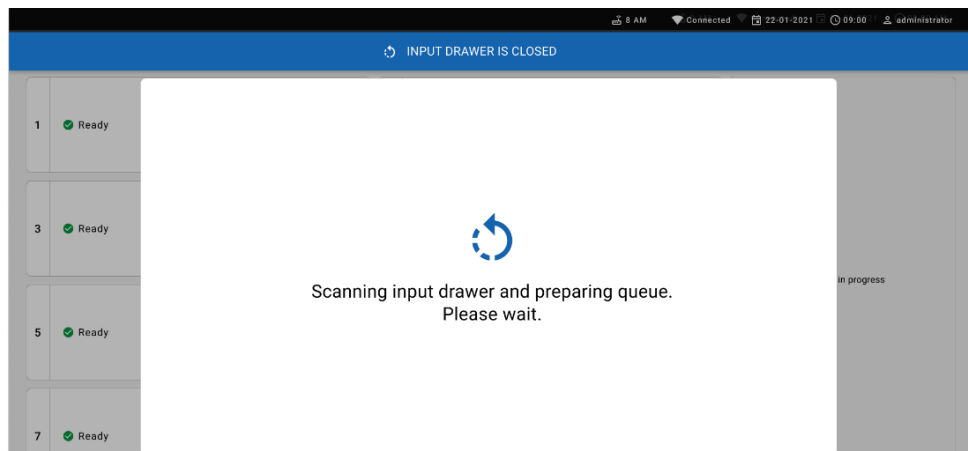 8 AM Connected 22-01-2021 09:00 administrator
INPUT DRAWER IS CLOSED
1 Ready
3 Ready
Scanning input drawer and preparing queue.
Please wait.
in progress
5 Ready
7 Ready